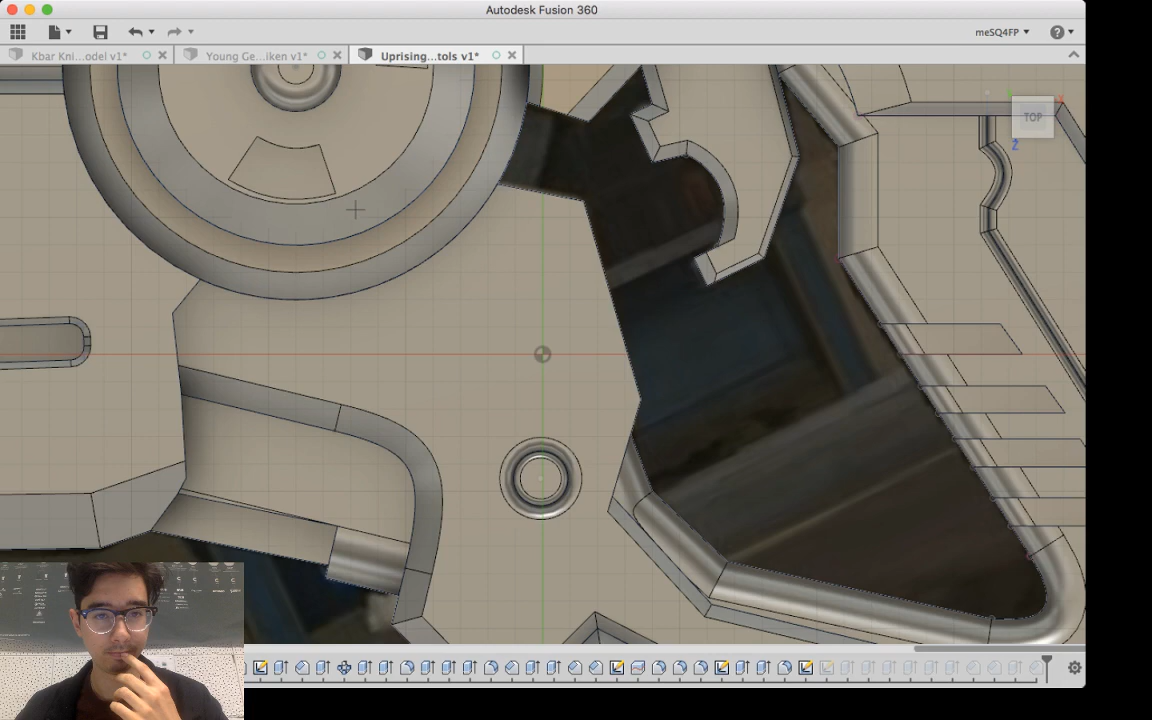 Autodesk Fusion 360
meSQ4FP
?
Kbar Kni...odel v1*
Young Ge...iken v1*
Uprising...tols v1*
TOP
X
Z